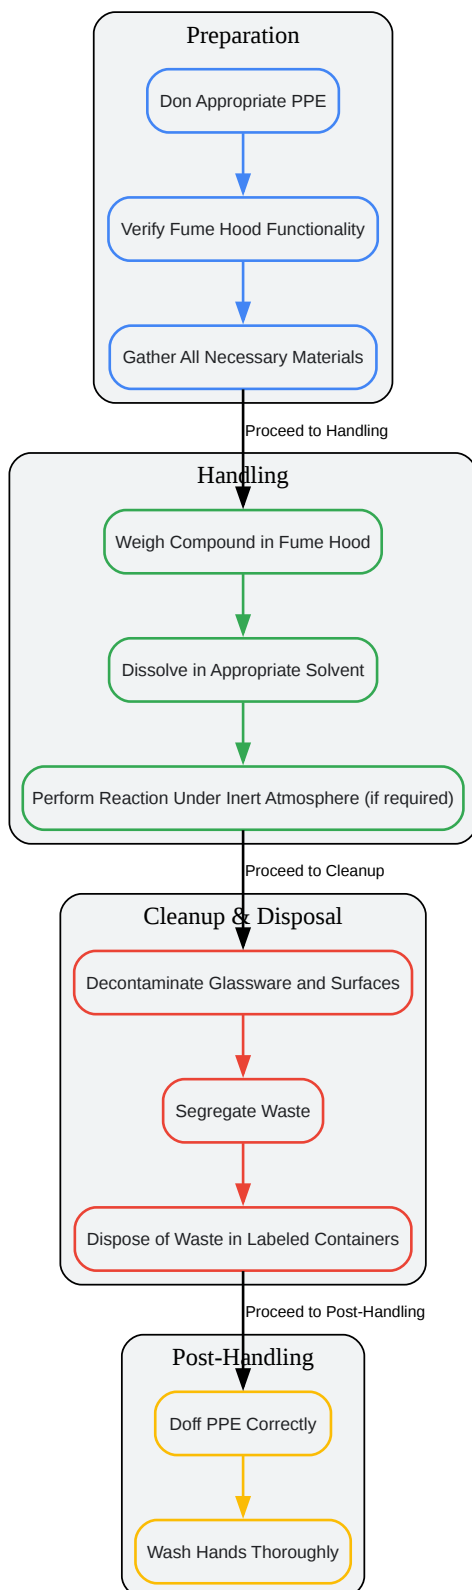 Preparation
Don Appropriate PPE
Verify Fume Hood Functionality
Gather All Necessary Materials
Proceed to Handling
Handling
Weigh Compound in Fume Hood
Dissolve in Appropriate Solvent
Perform Reaction Under Inert Atmosphere (if required)
Proceed to Cleanup
Cleanup & Disposal
Decontaminate Glassware and Surfaces
Segregate Waste
Dispose of Waste in Labeled Containers
Proceed to Post-Handling
Post-Handling
Doff PPE Correctly
Wash Hands Thoroughly